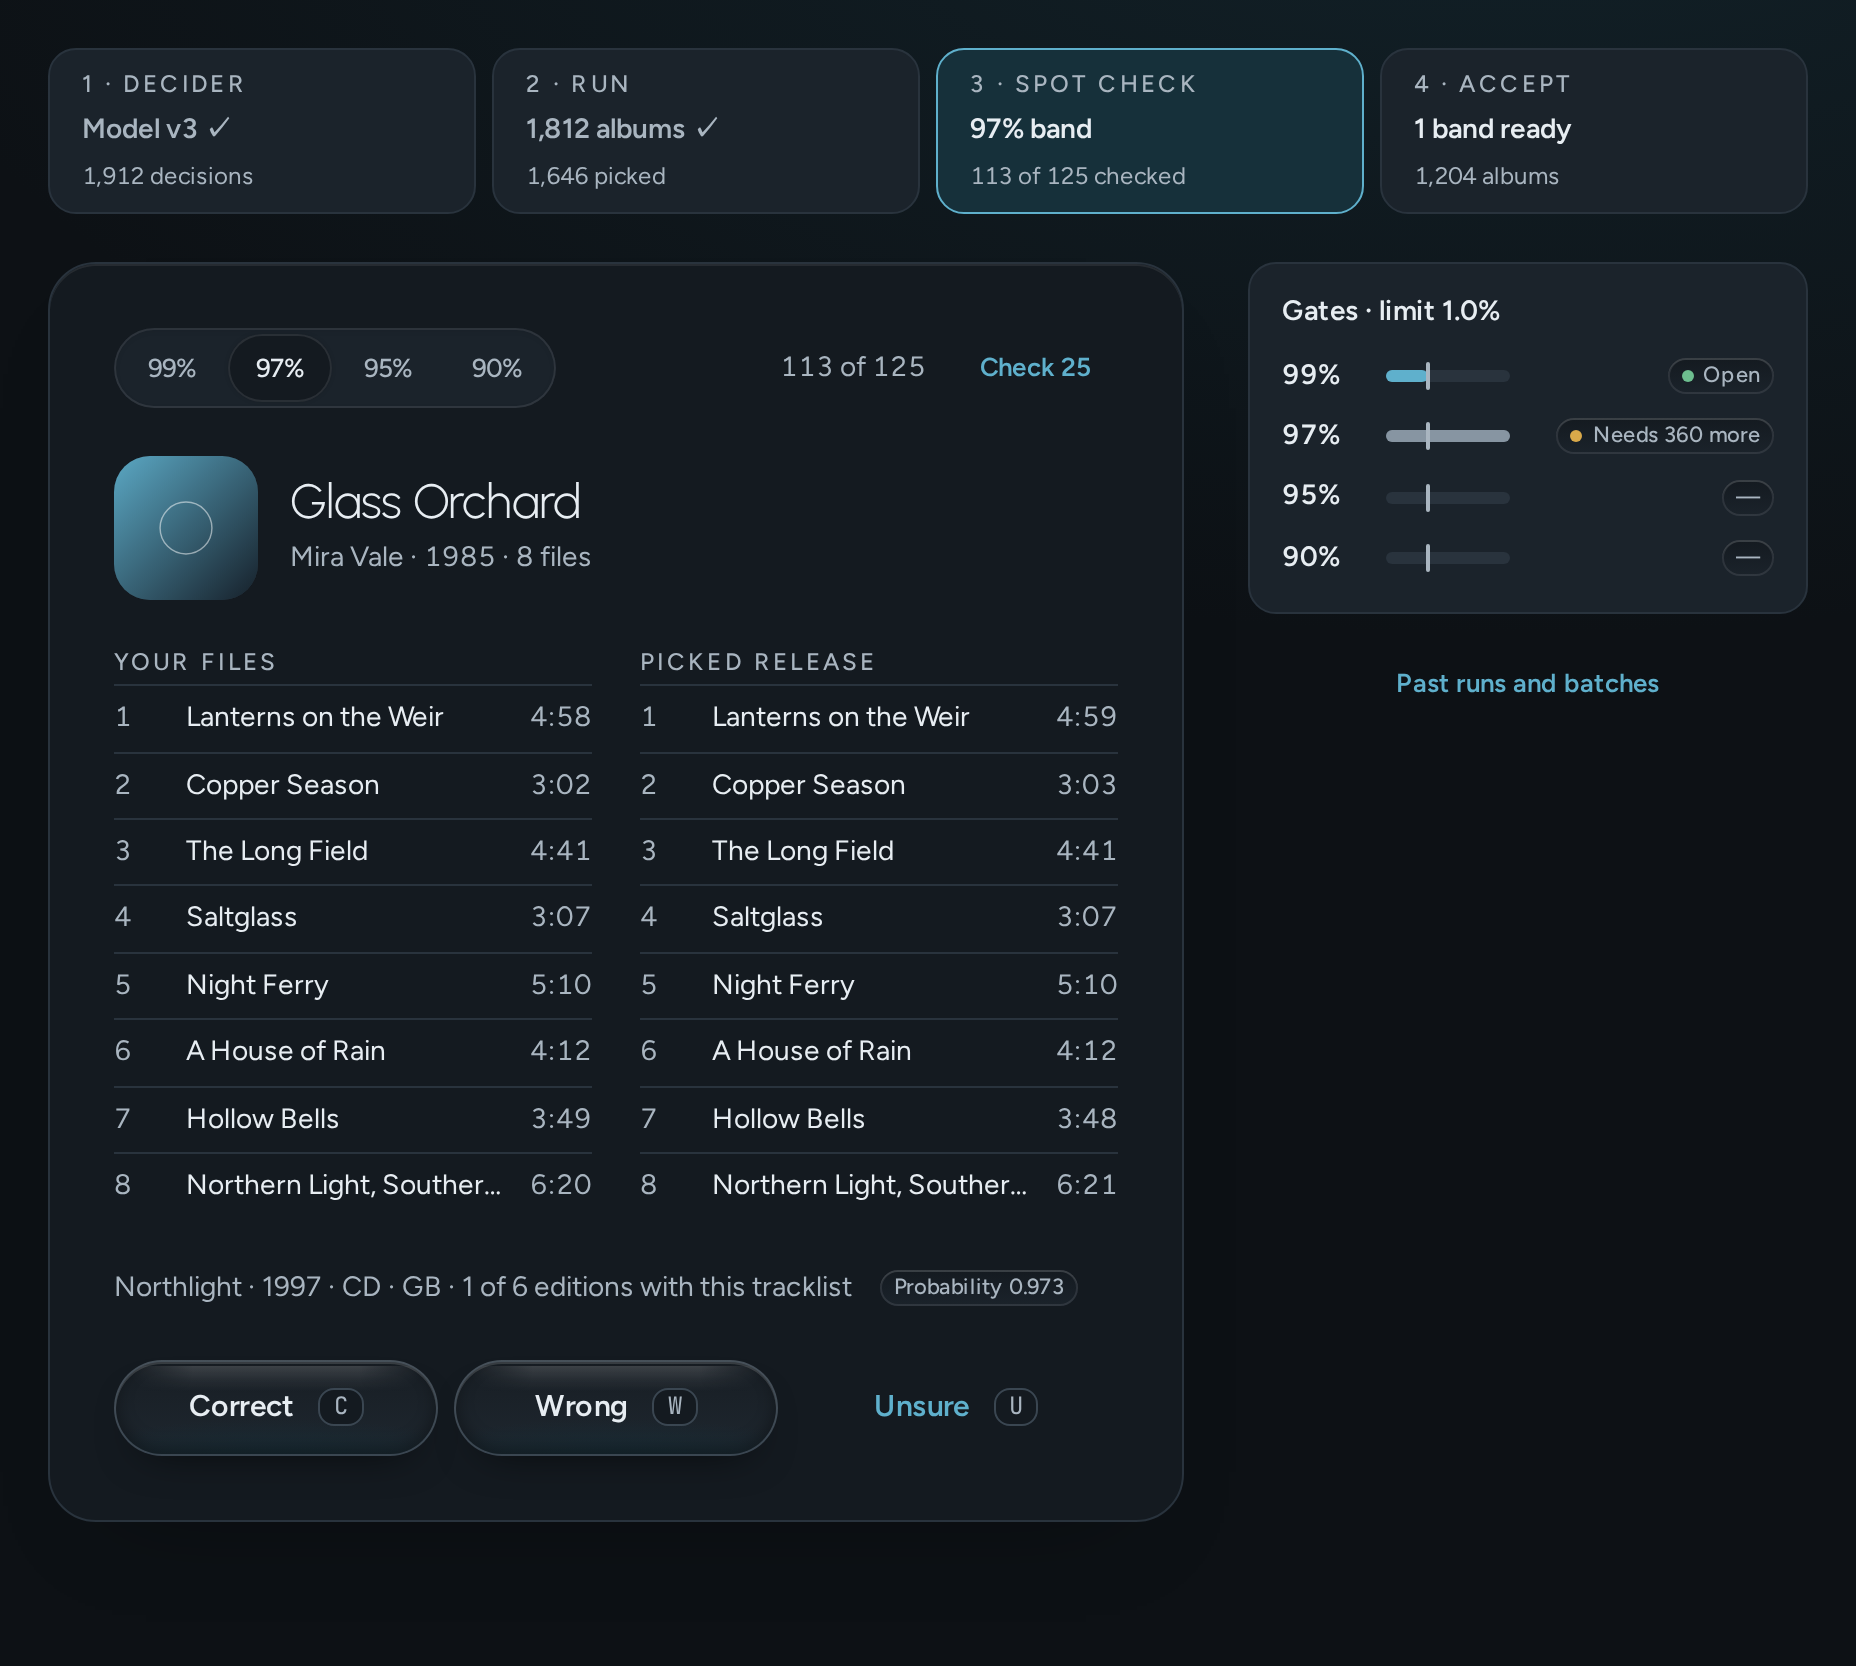 1 · DECIDER
Model v3 ✓
1,912 decisions
2 · RUN
1,812 albums ✓
1,646 picked
3 · SPOT CHECK
97% band
113 of 125 checked
4 · ACCEPT
1 band ready
1,204 albums
99% 97% 95% 90%
113 of 125 Check 25
Glass Orchard
Mira Vale · 1985 · 8 files
YOUR FILES
1 Lanterns on the Weir 4:58
2 Copper Season 3:02
3 The Long Field 4:41
4 Saltglass 3:07
5 Night Ferry 5:10
6 A House of Rain 4:12
7 Hollow Bells 3:49
8 Northern Light, Souther... 6:20
PICKED RELEASE
1 Lanterns on the Weir 4:59
2 Copper Season 3:03
3 The Long Field 4:41
4 Saltglass 3:07
5 Night Ferry 5:10
6 A House of Rain 4:12
7 Hollow Bells 3:48
8 Northern Light, Souther... 6:21
Northlight · 1997 · CD · GB · 1 of 6 editions with this tracklist Probability 0.973
Correct C Wrong W Unsure U
Gates · limit 1.0%
99% Open
97% Needs 360 more
95% —
90% —
Past runs and batches